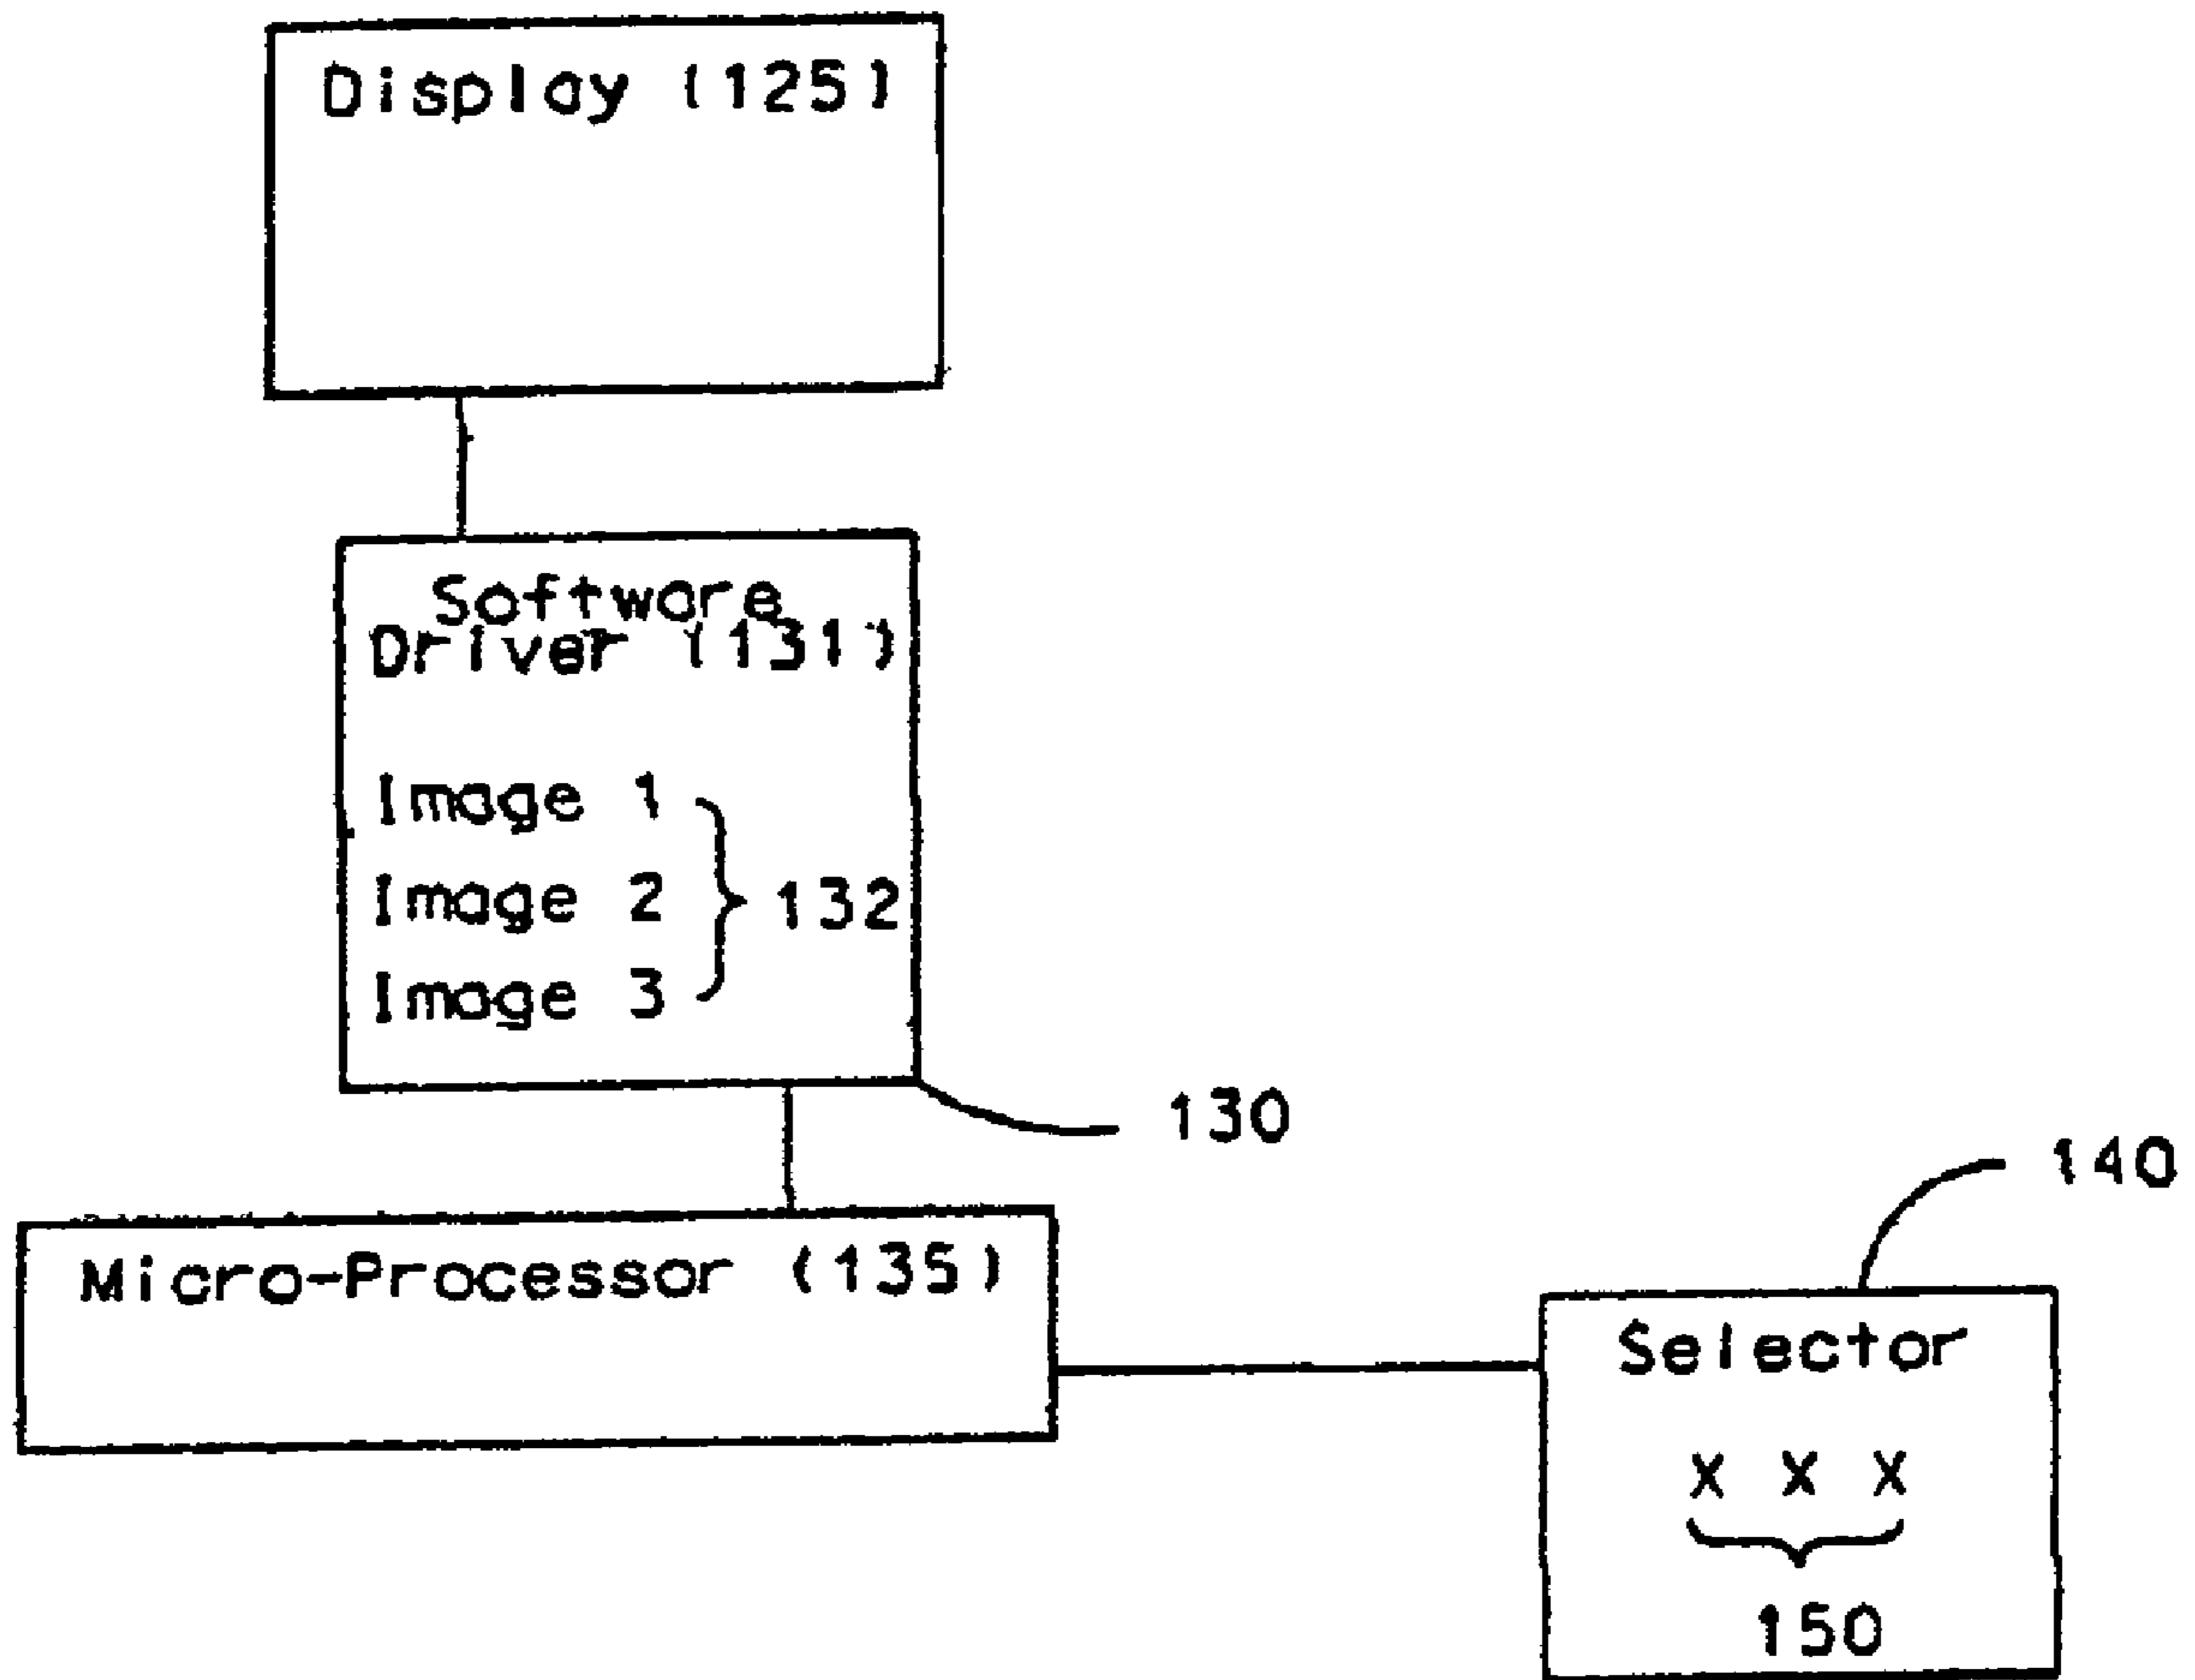 Display (125)
Software
Driver (131)
Image 1
Image 2
Image 3
132
130
140
Micro-Processor (135)
Selector
X X X
150